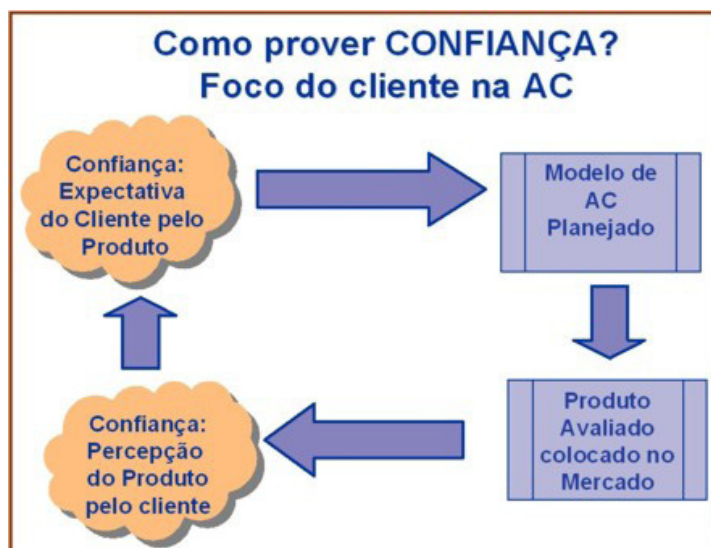 Como prover CONFIANÇA?
Foco do cliente na AC
Confiança:
Expectativa
do Cliente pelo
Produto
Modelo de
AC
Planejado
Produto
Avaliado
colocado no
Mercado
Confiança:
Percepção
do Produto
pelo cliente